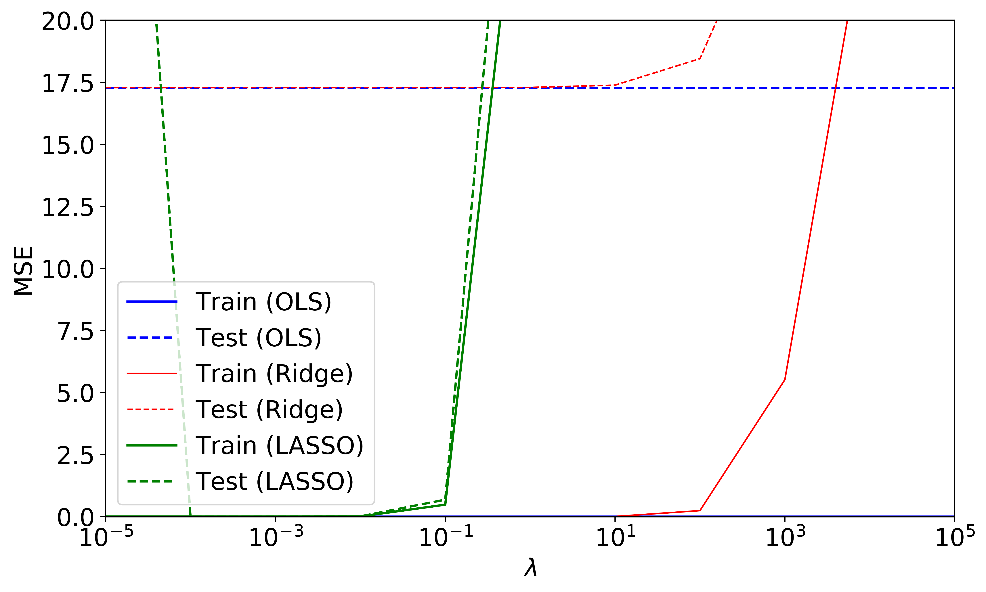 20.0
17.5
15.0
12.5
10.0
7.5
5.0
2.5
0.0
MSE
Train (OLS)
Test (OLS)
Train (Ridge)
Test (Ridge)
Train (LASSO)
Test (LASSO)
10⁻⁵ 10⁻³ 10⁻¹ 10¹ 10³ 10⁵
λ